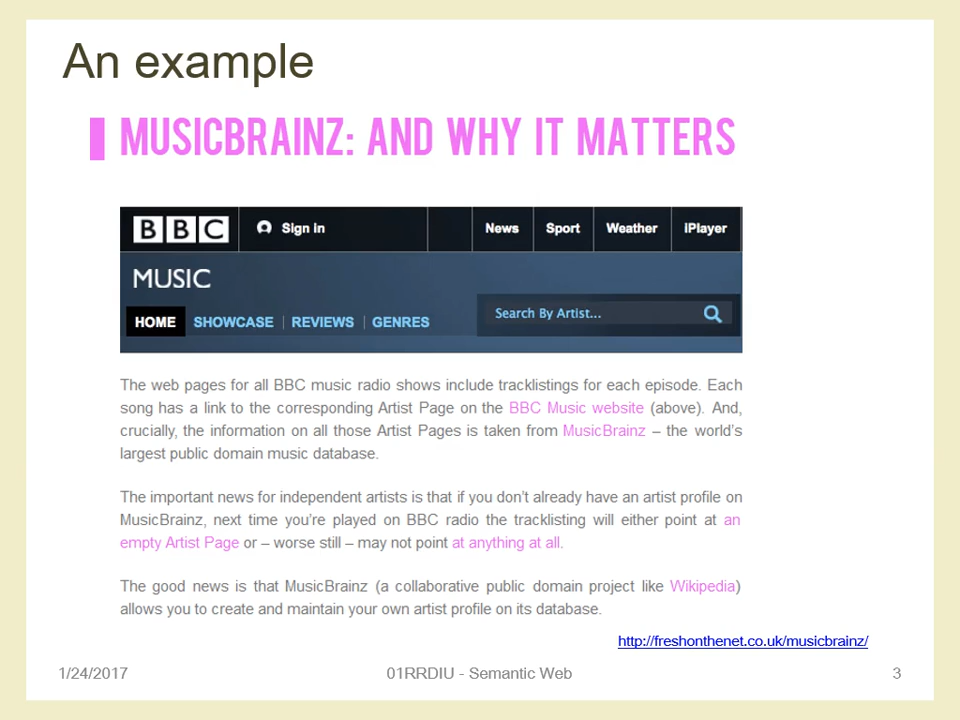 An example
MUSICBRAINZ: AND WHY IT MATTERS
BBC Sign in News Sport Weather iPlayer
MUSIC
HOME SHOWCASE REVIEWS GENRES Search By Artist...
The web pages for all BBC music radio shows include tracklistings for each episode. Each
song has a link to the corresponding Artist Page on the BBC Music website (above). And,
crucially, the information on all those Artist Pages is taken from MusicBrainz – the world's
largest public domain music database.
The important news for independent artists is that if you don't already have an artist profile on
MusicBrainz, next time you're played on BBC radio the tracklisting will either point at an
empty Artist Page or – worse still – may not point at anything at all.
The good news is that MusicBrainz (a collaborative public domain project like Wikipedia)
allows you to create and maintain your own artist profile on its database.
http://freshonthenet.co.uk/musicbrainz/
1/24/2017 01RRDIU - Semantic Web 3